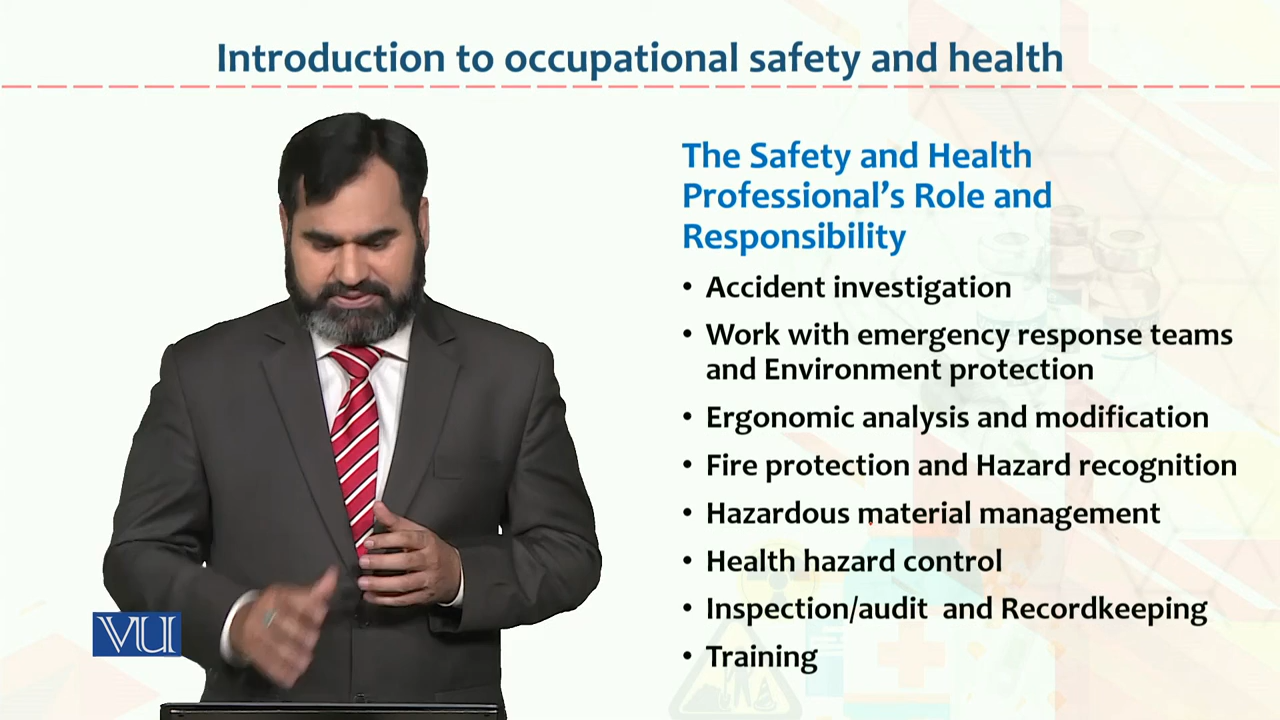 Introduction to occupational safety and health
The Safety and Health
Professional’s Role and
Responsibility
• Accident investigation
• Work with emergency response teams
and Environment protection
• Ergonomic analysis and modification
• Fire protection and Hazard recognition
• Hazardous material management
• Health hazard control
• Inspection/audit  and Recordkeeping
• Training
VU